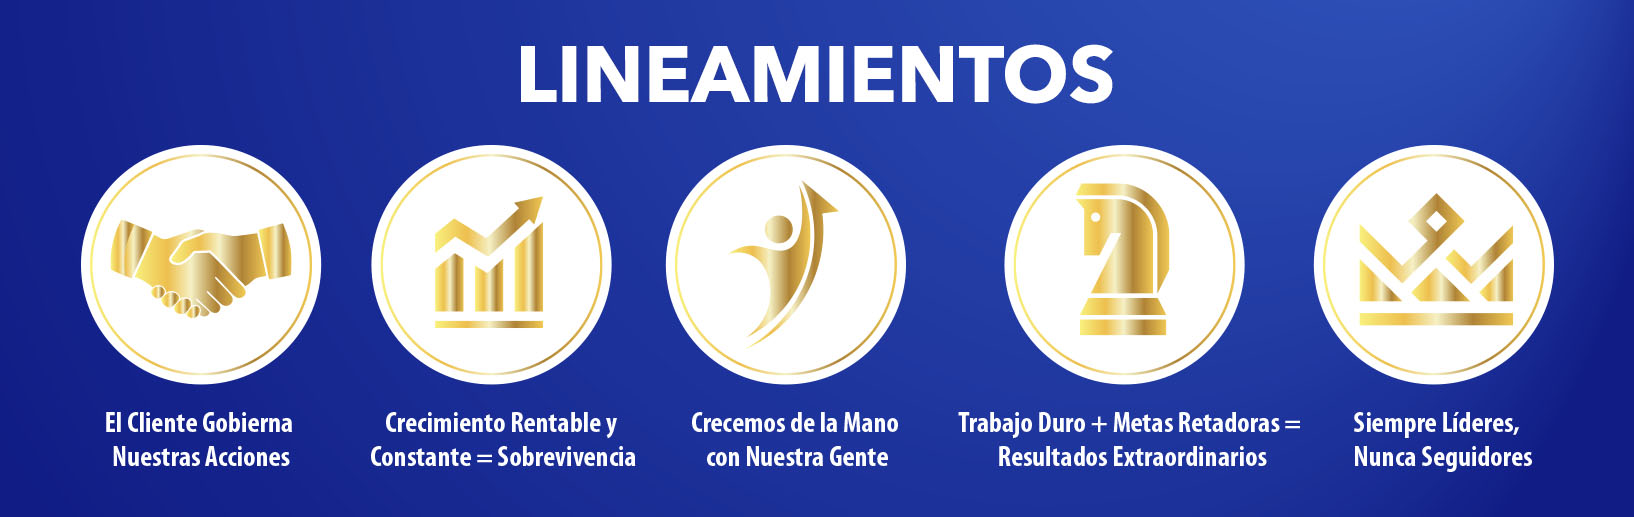 LINEAMIENTOS
El Cliente Gobierna
Nuestras Acciones
Crecimiento Rentable y
Constante = Sobrevivencia
Crecemos de la Mano
con Nuestra Gente
Trabajo Duro + Metas Retadoras =
Resultados Extraordinarios
Siempre Líderes,
Nunca Seguidores